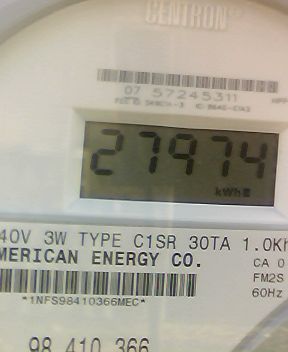 CENTRON
07 57245311
27974
kWh
40V 3W TYPE C1SR 30TA 1.0Kh
MERICAN ENERGY CO.
CA 0
FM2S
*1NFS98410366MEC*
60Hz
98 410 366